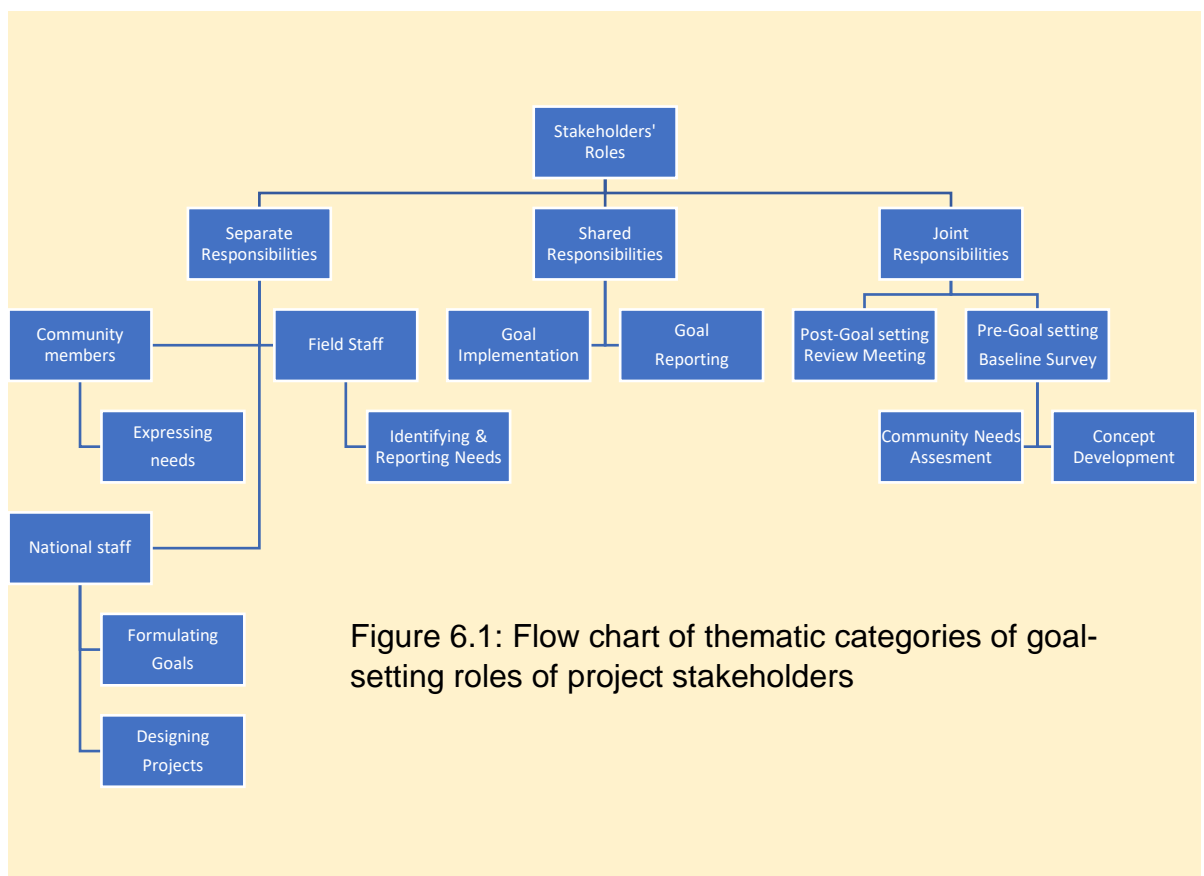 Stakeholders'
Roles
Separate
Responsibilities
Shared
Responsibilities
Joint
Responsibilities
Community
members
Field Staff
Goal
Implementation
Goal
Reporting
Post-Goal setting
Review Meeting
Pre-Goal setting
Baseline Survey
Expressing
needs
Identifying &
Reporting Needs
Community Needs
Assesment
Concept
Development
National staff
Formulating
Goals
Designing
Projects
Figure 6.1: Flow chart of thematic categories of goal-
setting roles of project stakeholders